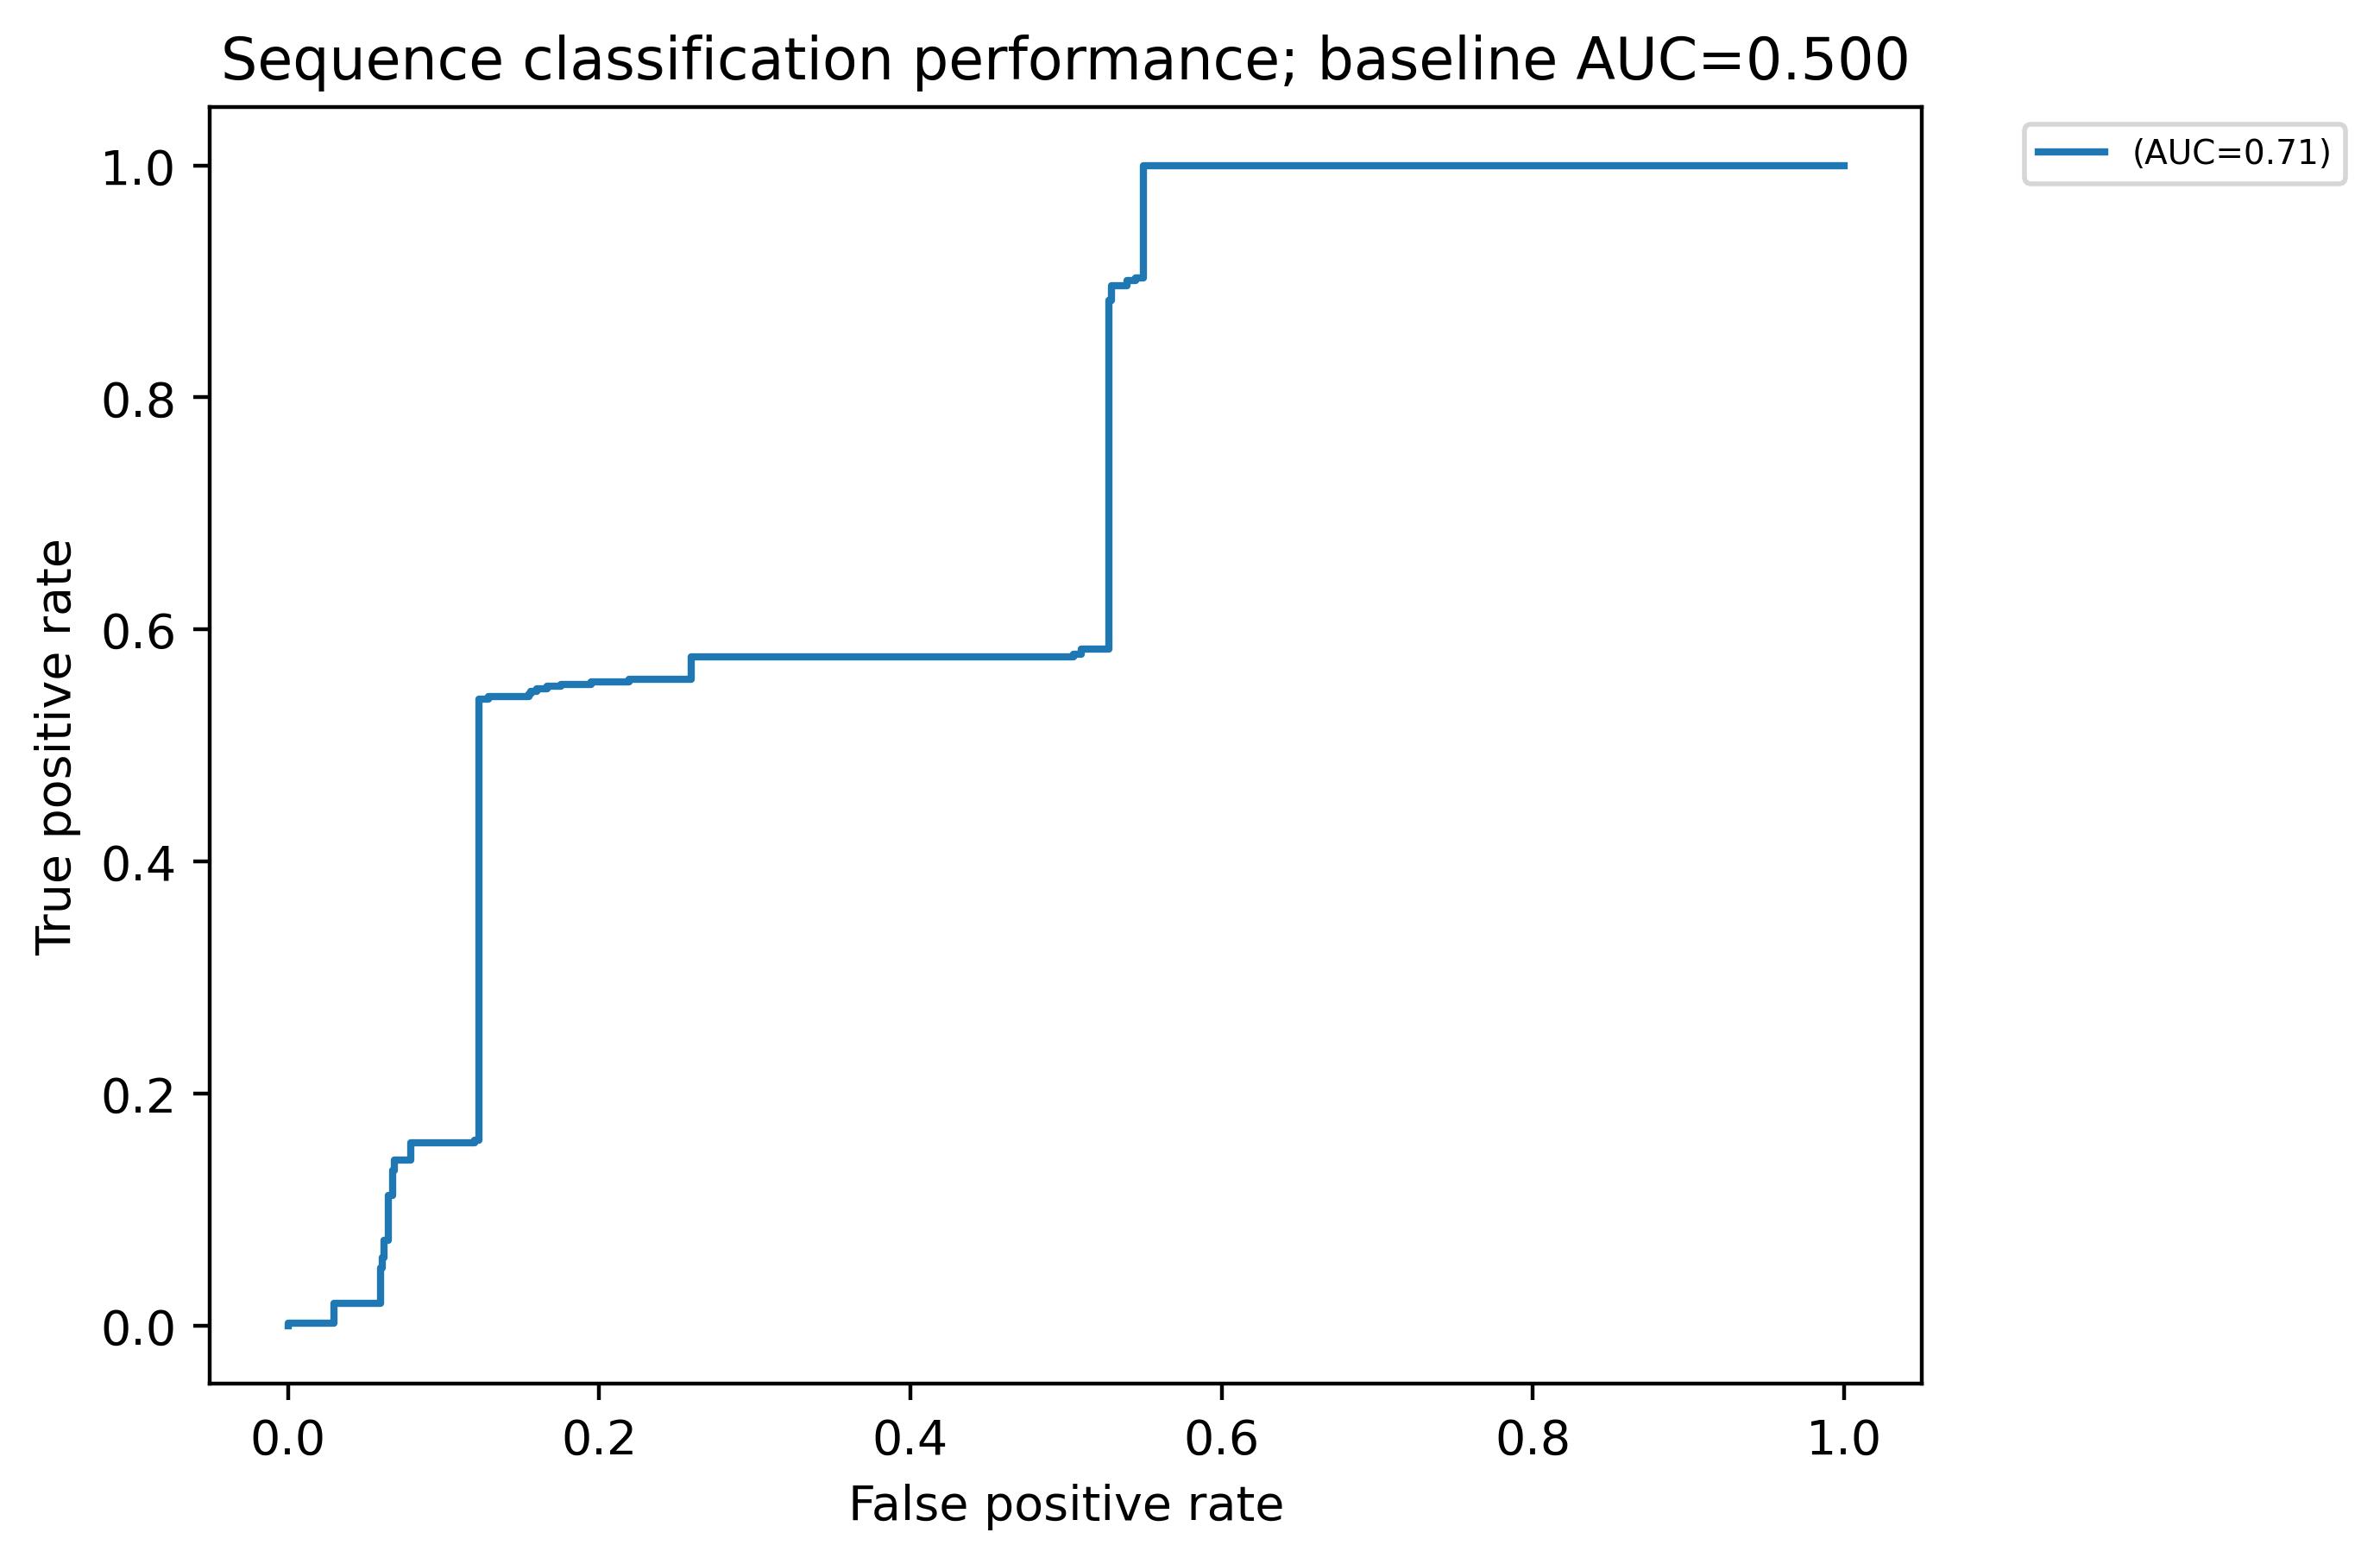 Sequence classification performance; baseline AUC=0.500
(AUC=0.71)
True positive rate
1.0
0.8
0.6
0.4
0.2
0.0
0.0 0.2 0.4 0.6 0.8 1.0
False positive rate